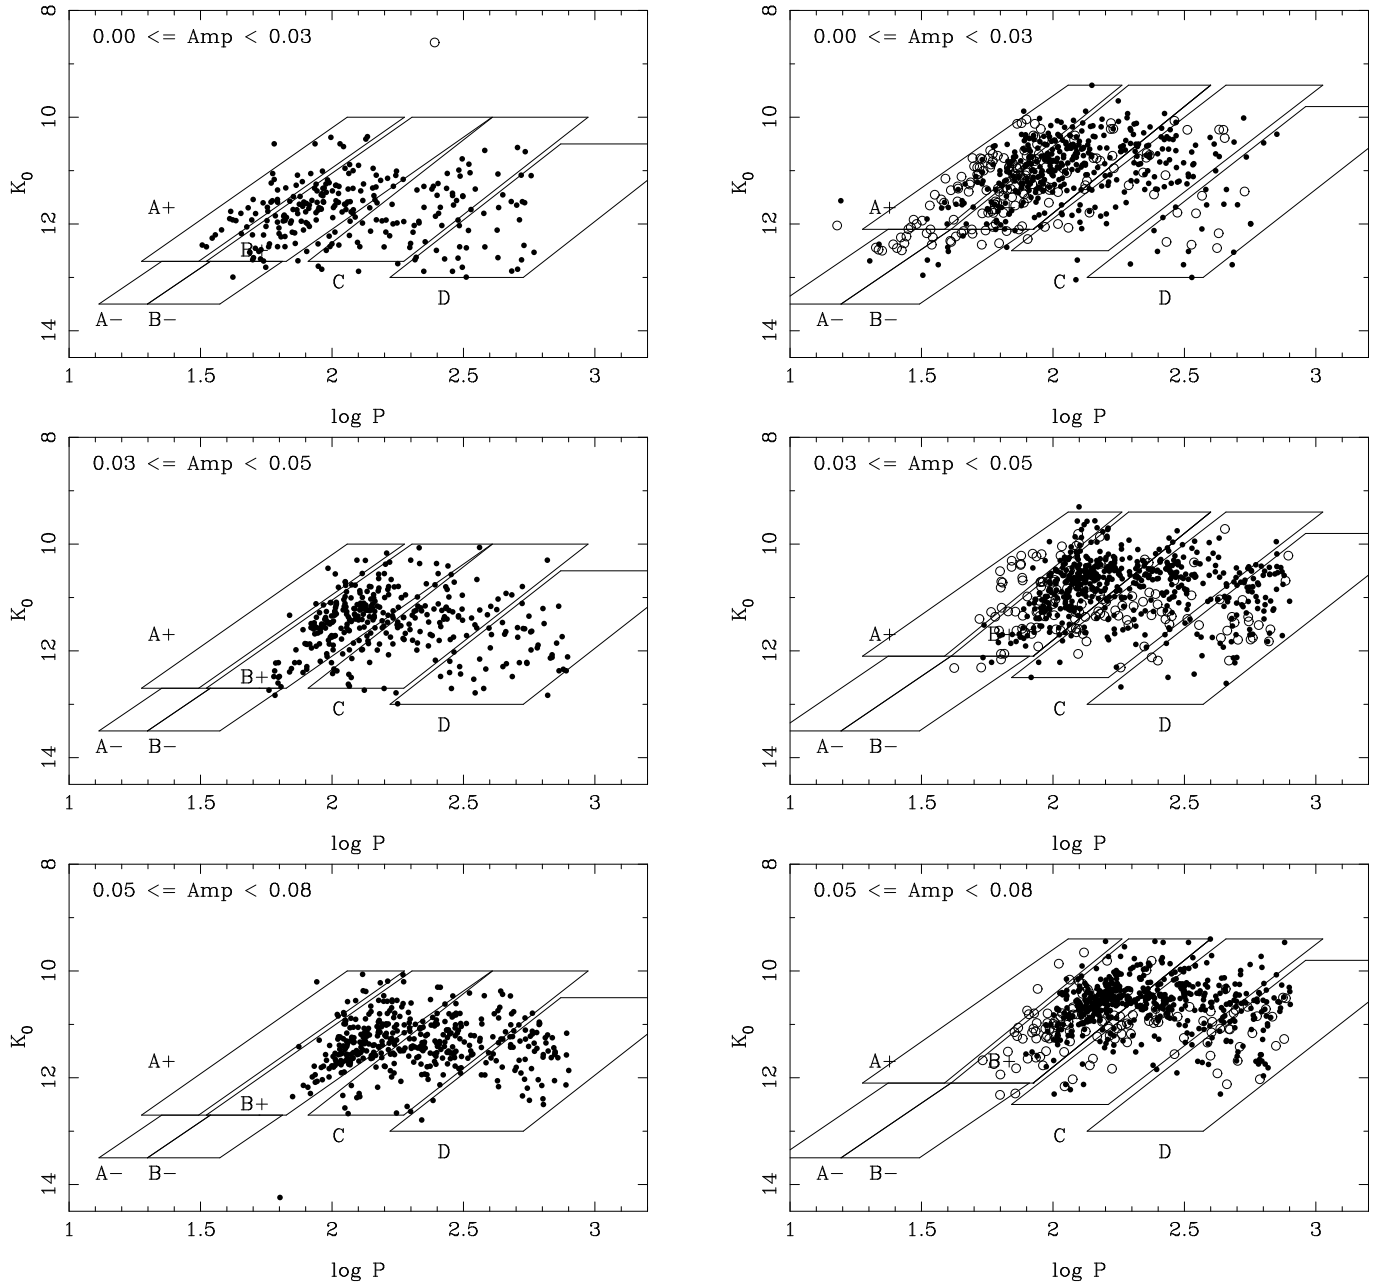 0.00 <= Amp < 0.03
8
10
12
14
K0
A+
B+
C
D
A− B−
1 1.5 2 2.5 3
log P
0.00 <= Amp < 0.03
8
10
12
14
K0
A+
C
D
A− B−
1 1.5 2 2.5 3
log P
0.03 <= Amp < 0.05
8
10
12
14
K0
A+
B+
C
D
A− B−
1 1.5 2 2.5 3
log P
0.03 <= Amp < 0.05
8
10
12
14
K0
A+
B+
C
D
A− B−
1 1.5 2 2.5 3
log P
0.05 <= Amp < 0.08
8
10
12
14
K0
A+
B+
C
D
A− B−
1 1.5 2 2.5 3
log P
0.05 <= Amp < 0.08
8
10
12
14
K0
A+
B+
C
D
A− B−
1 1.5 2 2.5 3
log P